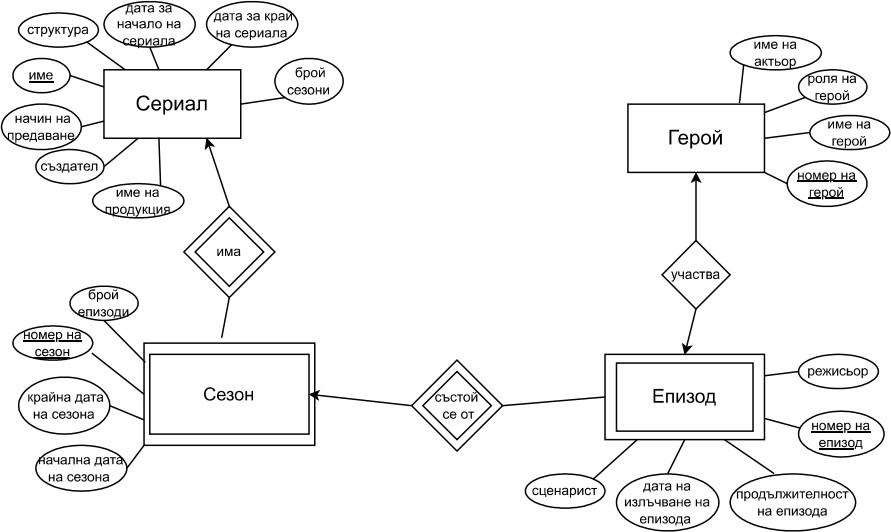 дата за
начало на
сериала
дата за край
на сериала
структура
име
Сериал
брой
сезони
начин на
предаване
създател
име на
продукция
име на
актьор
роля на
герой
Герой
име на
герой
номер на
герой
има
участва
брой
епизоди
номер на
сезон
Сезон
крайна дата
на сезона
начална дата
на сезона
състой
се от
Епизод
режисьор
номер на
епизод
сценарист
дата на
излъчване на
епизода
продължителност
на епизода